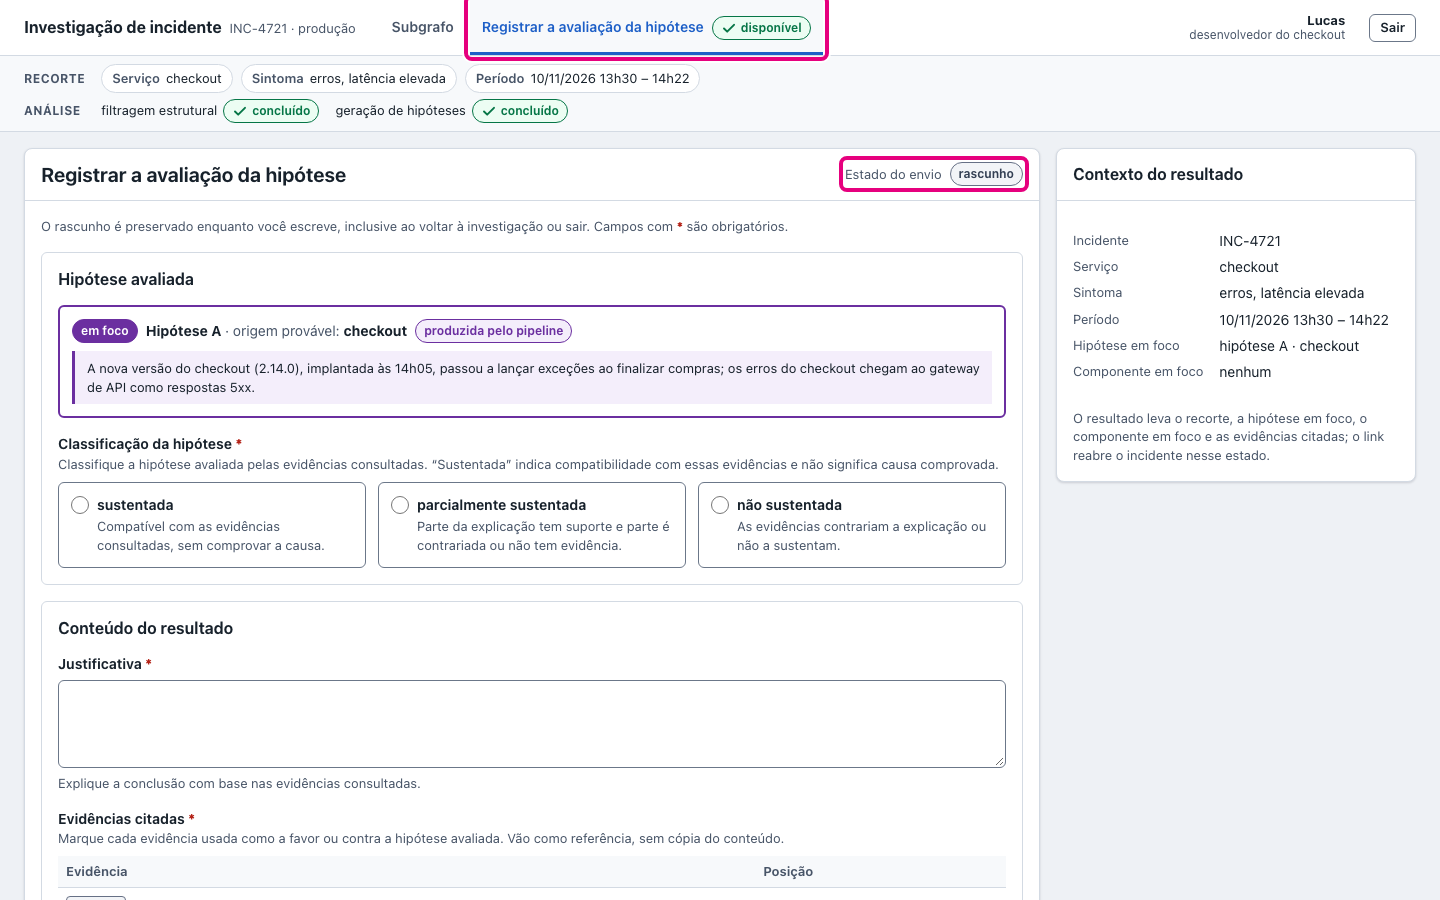 Investigação de incidente INC-4721 · produção Subgrafo Registrar a avaliação da hipótese disponível
Lucas
desenvolvedor do checkout
Sair
RECORTE Serviço checkout Sintoma erros, latência elevada Período 10/11/2026 13h30 – 14h22
ANÁLISE filtragem estrutural concluído geração de hipóteses concluído
Registrar a avaliação da hipótese Estado do envio rascunho
O rascunho é preservado enquanto você escreve, inclusive ao voltar à investigação ou sair. Campos com * são obrigatórios.
Hipótese avaliada
em foco Hipótese A · origem provável: checkout produzida pelo pipeline
A nova versão do checkout (2.14.0), implantada às 14h05, passou a lançar exceções ao finalizar compras; os erros do checkout chegam ao gateway
de API como respostas 5xx.
Classificação da hipótese *
Classifique a hipótese avaliada pelas evidências consultadas. “Sustentada” indica compatibilidade com essas evidências e não significa causa comprovada.
sustentada
Compatível com as evidências
consultadas, sem comprovar a causa.
parcialmente sustentada
Parte da explicação tem suporte e parte é
contrariada ou não tem evidência.
não sustentada
As evidências contrariam a explicação ou
não a sustentam.
Conteúdo do resultado
Justificativa *
Explique a conclusão com base nas evidências consultadas.
Evidências citadas *
Marque cada evidência usada como a favor ou contra a hipótese avaliada. Vão como referência, sem cópia do conteúdo.
Evidência Posição
Contexto do resultado
Incidente INC-4721
Serviço checkout
Sintoma erros, latência elevada
Período 10/11/2026 13h30 – 14h22
Hipótese em foco hipótese A · checkout
Componente em foco nenhum
O resultado leva o recorte, a hipótese em foco, o
componente em foco e as evidências citadas; o link
reabre o incidente nesse estado.